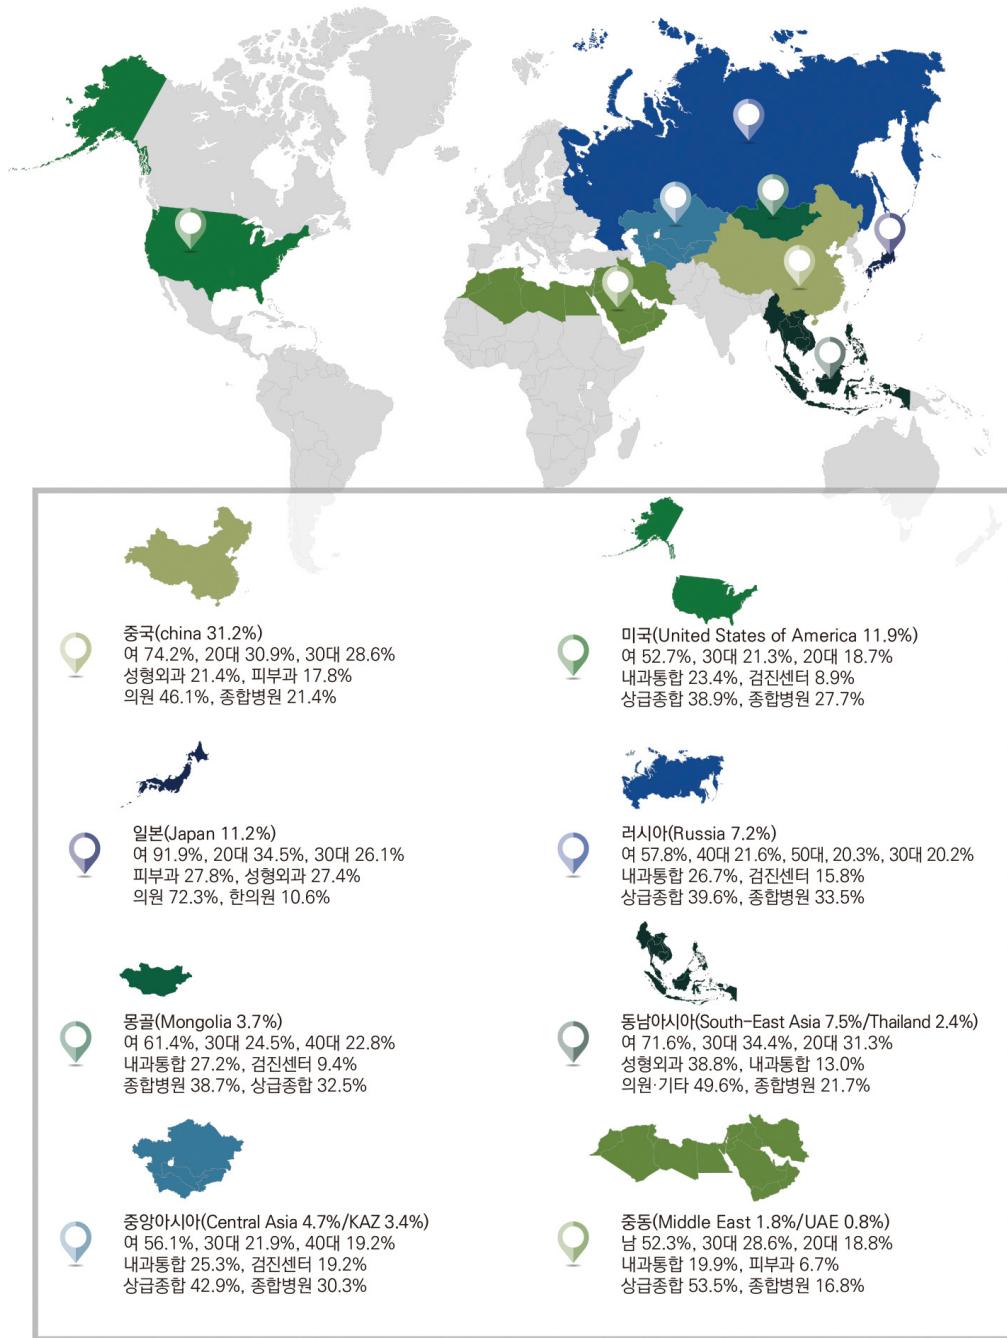 중국(china 31.2%)
여 74.2%, 20대 30.9%, 30대 28.6%
성형외과 21.4%, 피부과 17.8%
의원 46.1%, 종합병원 21.4%
미국(United States of America 11.9%)
여 52.7%, 30대 21.3%, 20대 18.7%
내과통합 23.4%, 검진센터 8.9%
상급종합 38.9%, 종합병원 27.7%
일본(Japan 11.2%)
여 91.9%, 20대 34.5%, 30대 26.1%
피부과 27.8%, 성형외과 27.4%
의원 72.3%, 한의원 10.6%
러시아(Russia 7.2%)
여 57.8%, 40대 21.6%, 50대, 20.3%, 30대 20.2%
내과통합 26.7%, 검진센터 15.8%
상급종합 39.6%, 종합병원 33.5%
몽골(Mongolia 3.7%)
여 61.4%, 30대 24.5%, 40대 22.8%
내과통합 27.2%, 검진센터 9.4%
종합병원 38.7%, 상급종합 32.5%
동남아시아(South-East Asia 7.5%/Thailand 2.4%)
여 71.6%, 30대 34.4%, 20대 31.3%
성형외과 38.8%, 내과통합 13.0%
의원·기타 49.6%, 종합병원 21.7%
중앙아시아(Central Asia 4.7%/KAZ 3.4%)
여 56.1%, 30대 21.9%, 40대 19.2%
내과통합 25.3%, 검진센터 19.2%
상급종합 42.9%, 종합병원 30.3%
중동(Middle East 1.8%/UAE 0.8%)
남 52.3%, 30대 28.6%, 20대 18.8%
내과통합 19.9%, 피부과 6.7%
상급종합 53.5%, 종합병원 16.8%